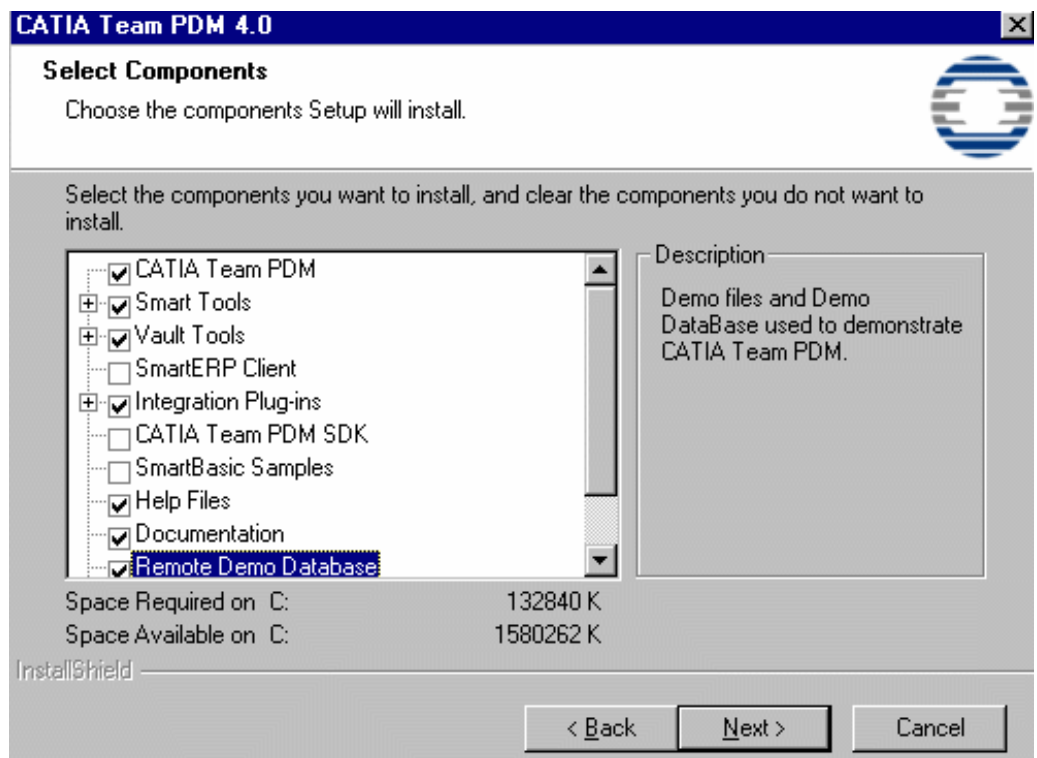 CATIA Team PDM 4.0
Select Components
Choose the components Setup will install.
Select the components you want to install, and clear the components you do not want to
install.
CATIA Team PDM
Smart Tools
Vault Tools
SmartERP Client
Integration Plug-ins
CATIA Team PDM SDK
SmartBasic Samples
Help Files
Documentation
Remote Demo Database
Description
Demo files and Demo
DataBase used to demonstrate
CATIA Team PDM.
Space Required on C: 132840 K
Space Available on C: 1580262 K
InstallShield
< Back Next > Cancel